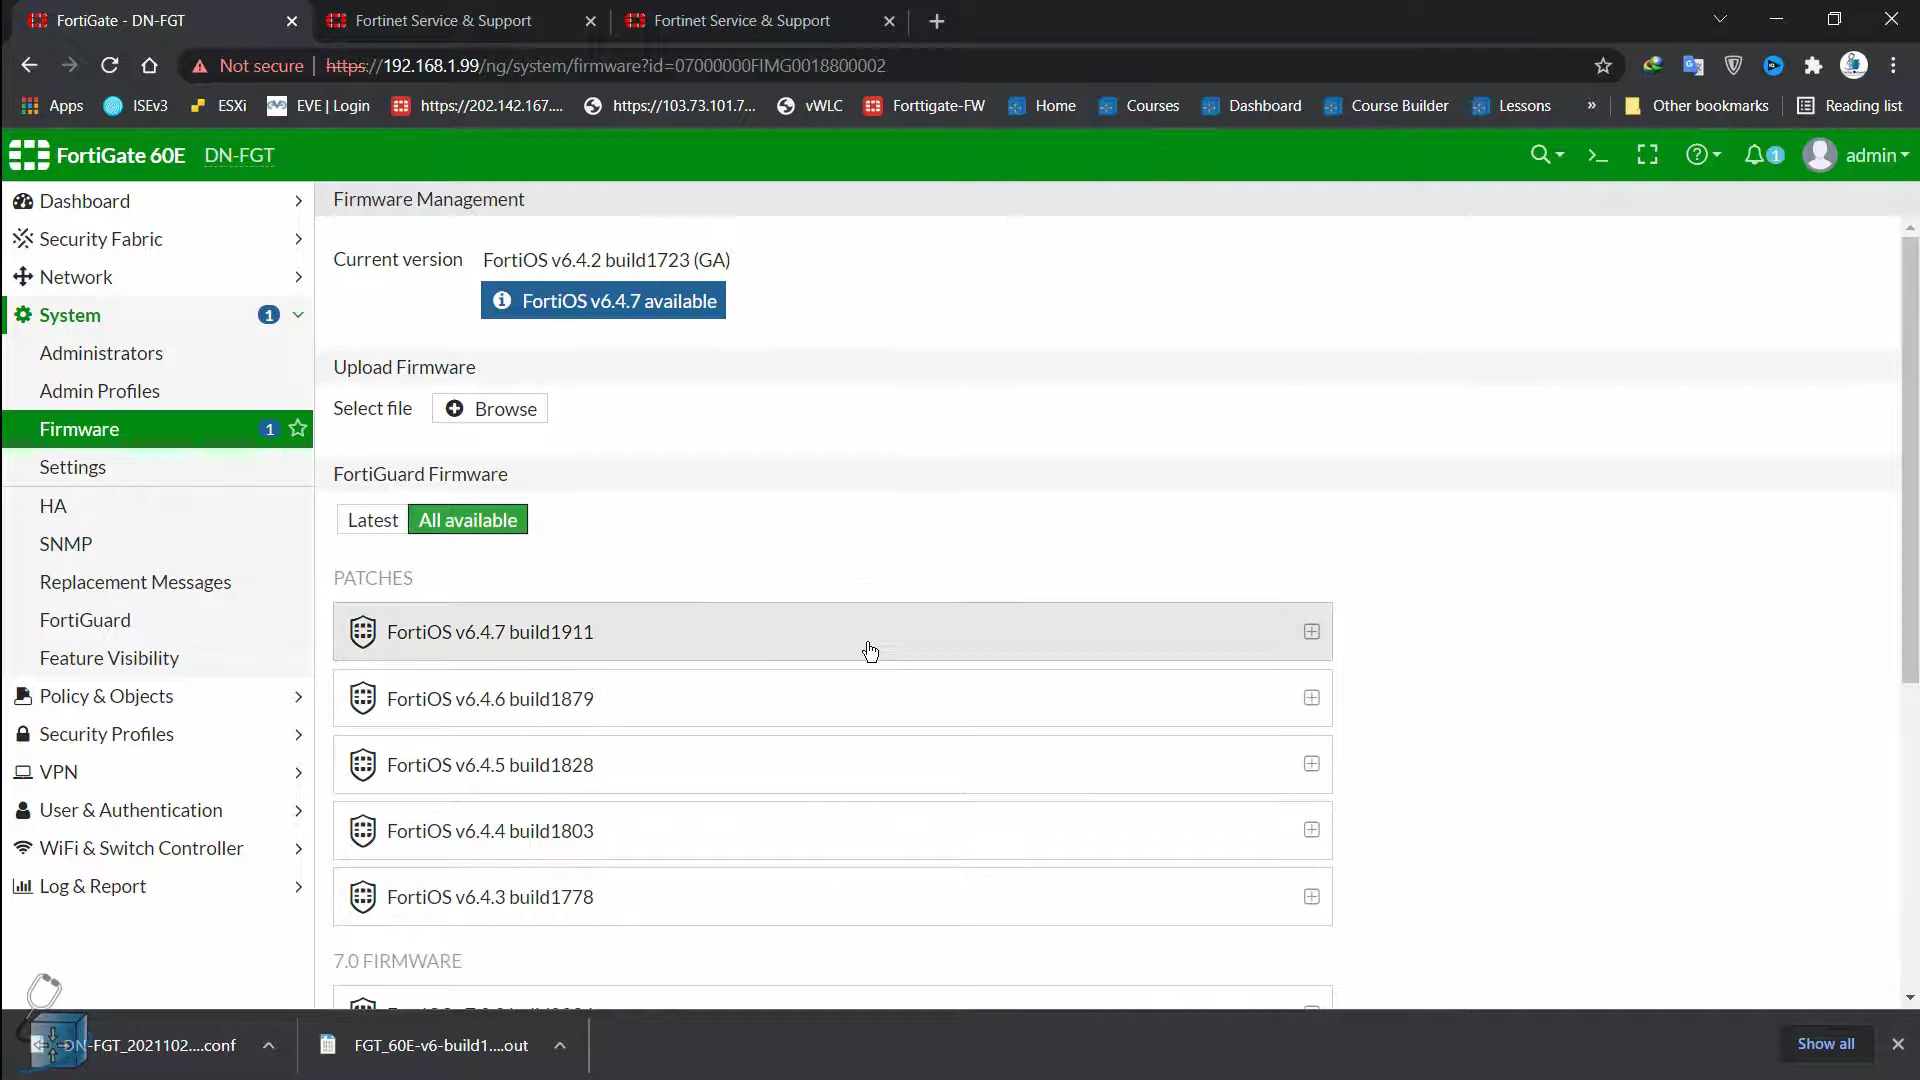 FortiGate - DN-FGT
Fortinet Service & Support
Fortinet Service & Support
Not secure
https://192.168.1.99/ng/system/firmware?id=07000000FIMG0018800002
Apps
ISEv3
ESXi
EVE | Login
https://202.142.167....
https://103.73.101.7...
vWLC
Forttigate-FW
Home
Courses
Dashboard
Course Builder
Lessons
»
Other bookmarks
Reading list
FortiGate 60E
DN-FGT
1
admin
Dashboard
Security Fabric
Network
System 1
Administrators
Admin Profiles
Firmware 1
Settings
HA
SNMP
Replacement Messages
FortiGuard
Feature Visibility
Policy & Objects
Security Profiles
VPN
User & Authentication
WiFi & Switch Controller
Log & Report
Firmware Management
Current version FortiOS v6.4.2 build1723 (GA)
FortiOS v6.4.7 available
Upload Firmware
Select file Browse
FortiGuard Firmware
Latest All available
PATCHES
FortiOS v6.4.7 build1911
FortiOS v6.4.6 build1879
FortiOS v6.4.5 build1828
FortiOS v6.4.4 build1803
FortiOS v6.4.3 build1778
7.0 FIRMWARE
DN-FGT_2021102....conf
FGT_60E-v6-build1....out
Show all